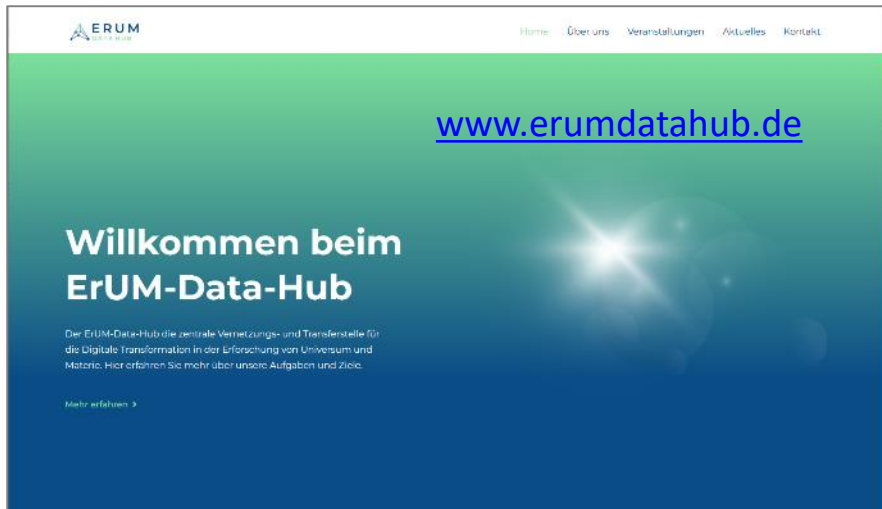 ERUM
DATA HUB
Home Über uns Veranstaltungen Aktuelles Kontakt
www.erumdatahub.de
Willkommen beim
ErUM-Data-Hub
Der ErUM-Data-Hub die zentrale Vernetzungs- und Transferstelle für
die Digitale Transformation in der Erforschung von Universum und
Materie. Hier erfahren Sie mehr über unsere Aufgaben und Ziele.
Mehr erfahren >